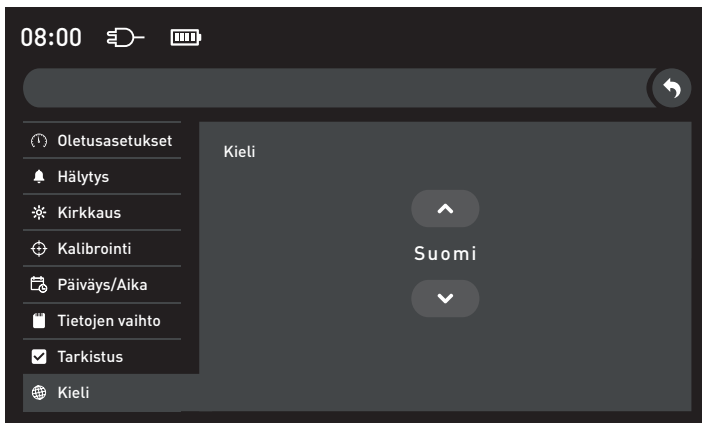 08:00
Oletusasetukset
Hälytys
Kirkkaus
Kalibrointi
Päiväys/Aika
Tietojen vaihto
Tarkistus
Kieli
Kieli
Suomi